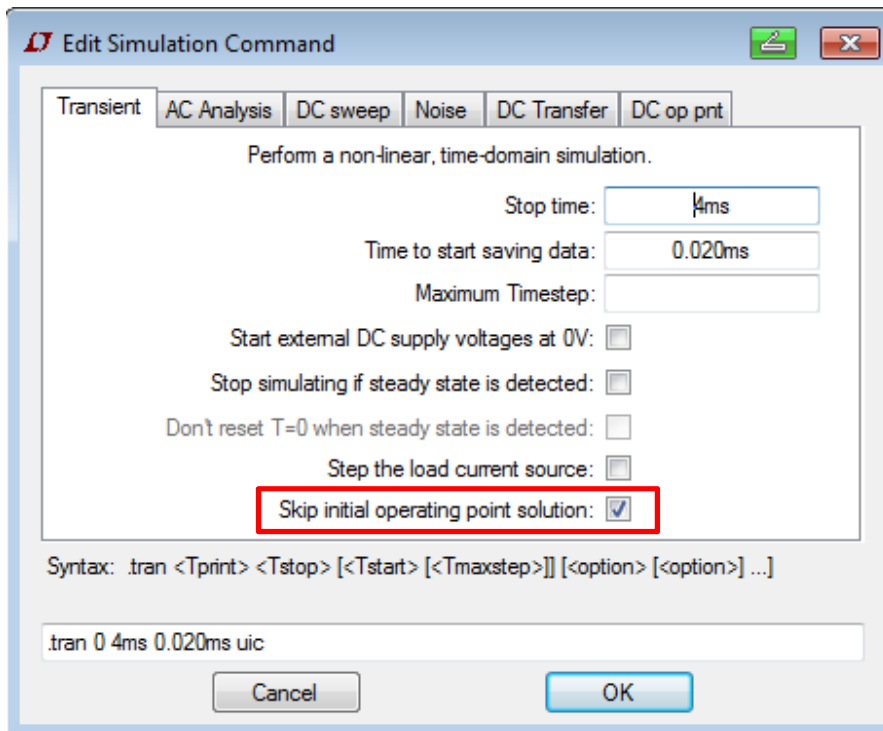 Edit Simulation Command
Transient AC Analysis DC sweep Noise DC Transfer DC op pnt
Perform a non-linear, time-domain simulation.
Stop time: 4ms
Time to start saving data: 0.020ms
Maximum Timestep:
Start external DC supply voltages at 0V:
Stop simulating if steady state is detected:
Don't reset T=0 when steady state is detected:
Step the load current source:
Skip initial operating point solution:
Syntax: .tran <Tprint> <Tstop> [<Tstart> [<Tmaxstep>]] [<option> [<option>] ...]
.tran 0 4ms 0.020ms uic
Cancel OK